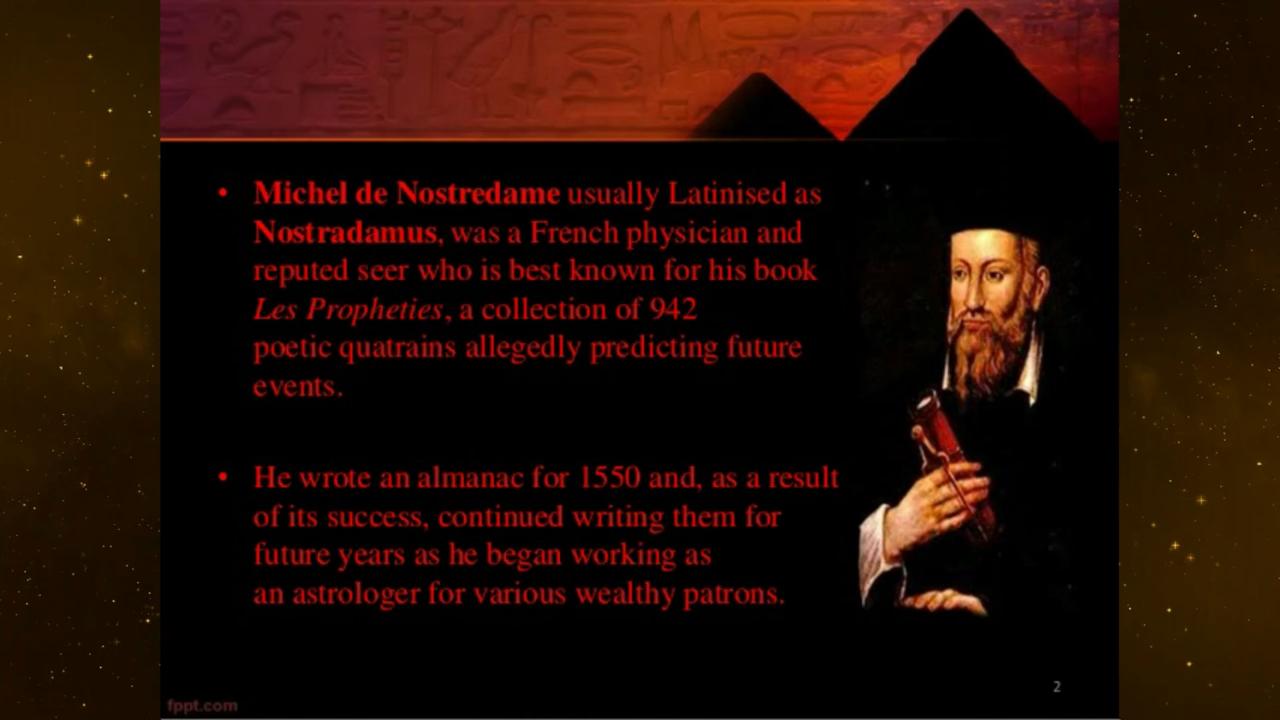 • Michel de Nostredame usually Latinised as
Nostradamus, was a French physician and
reputed seer who is best known for his book
Les Propheties, a collection of 942
poetic quatrains allegedly predicting future
events.
• He wrote an almanac for 1550 and, as a result
of its success, continued writing them for
future years as he began working as
an astrologer for various wealthy patrons.
2
fppt.com